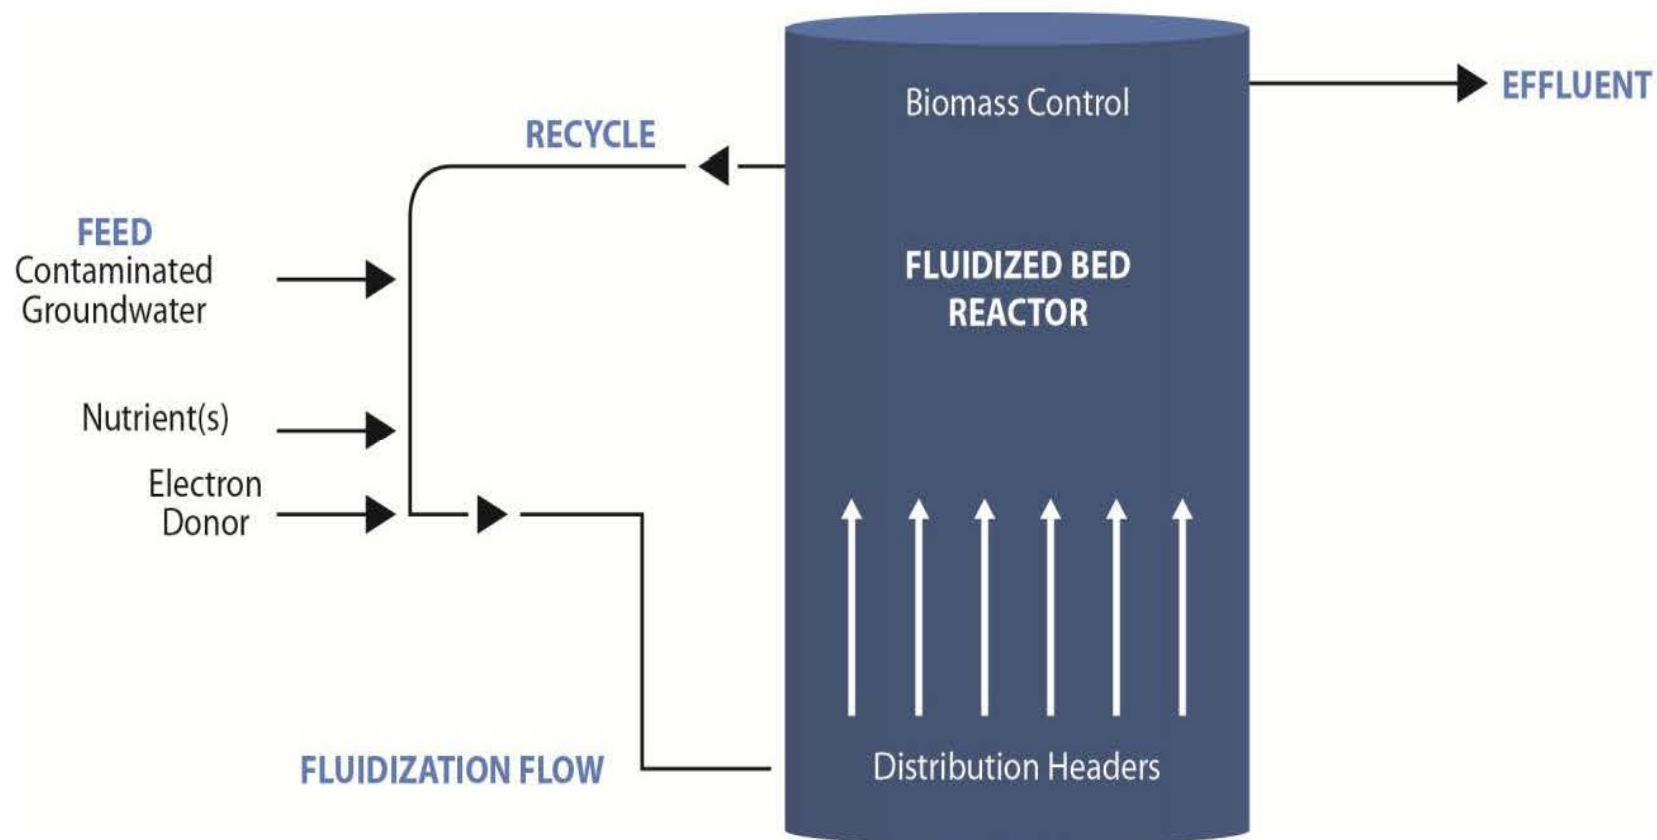 Biomass Control
EFFLUENT
RECYCLE
FEED
Contaminated
Groundwater
FLUIDIZED BED
REACTOR
Nutrient(s)
Electron
Donor
FLUIDIZATION FLOW
Distribution Headers